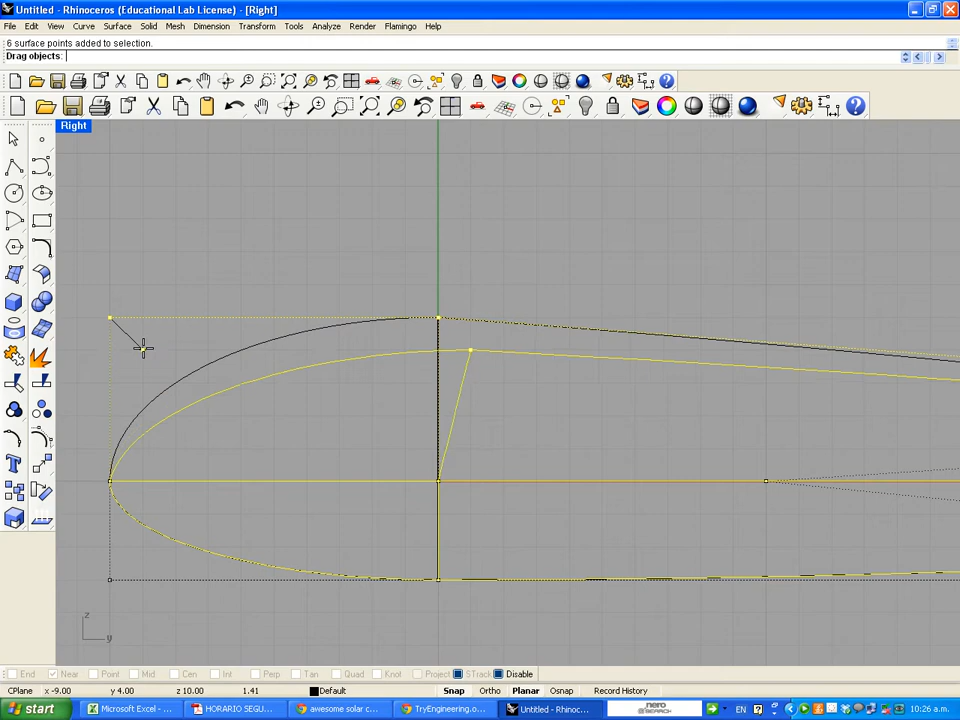 Untitled - Rhinoceros (Educational Lab License) - [Right]
File Edit View Curve Surface Solid Mesh Dimension Transform Tools Analyze Render Flamingo Help
6 surface points added to selection.
Drag objects:
Right
z
y
End Near Point Mid Cen Int Perp Tan Quad Knot Project STrack Disable
CPlane x -9.00 y 4.00 z 10.00 1.41 Default Snap Ortho Planar Osnap Record History
start Microsoft Excel - ... HORARIO SEGU... awesome solar c... TryEngineering.o... Untitled - Rhinoc... nero SEARCH EN 10:26 a.m.